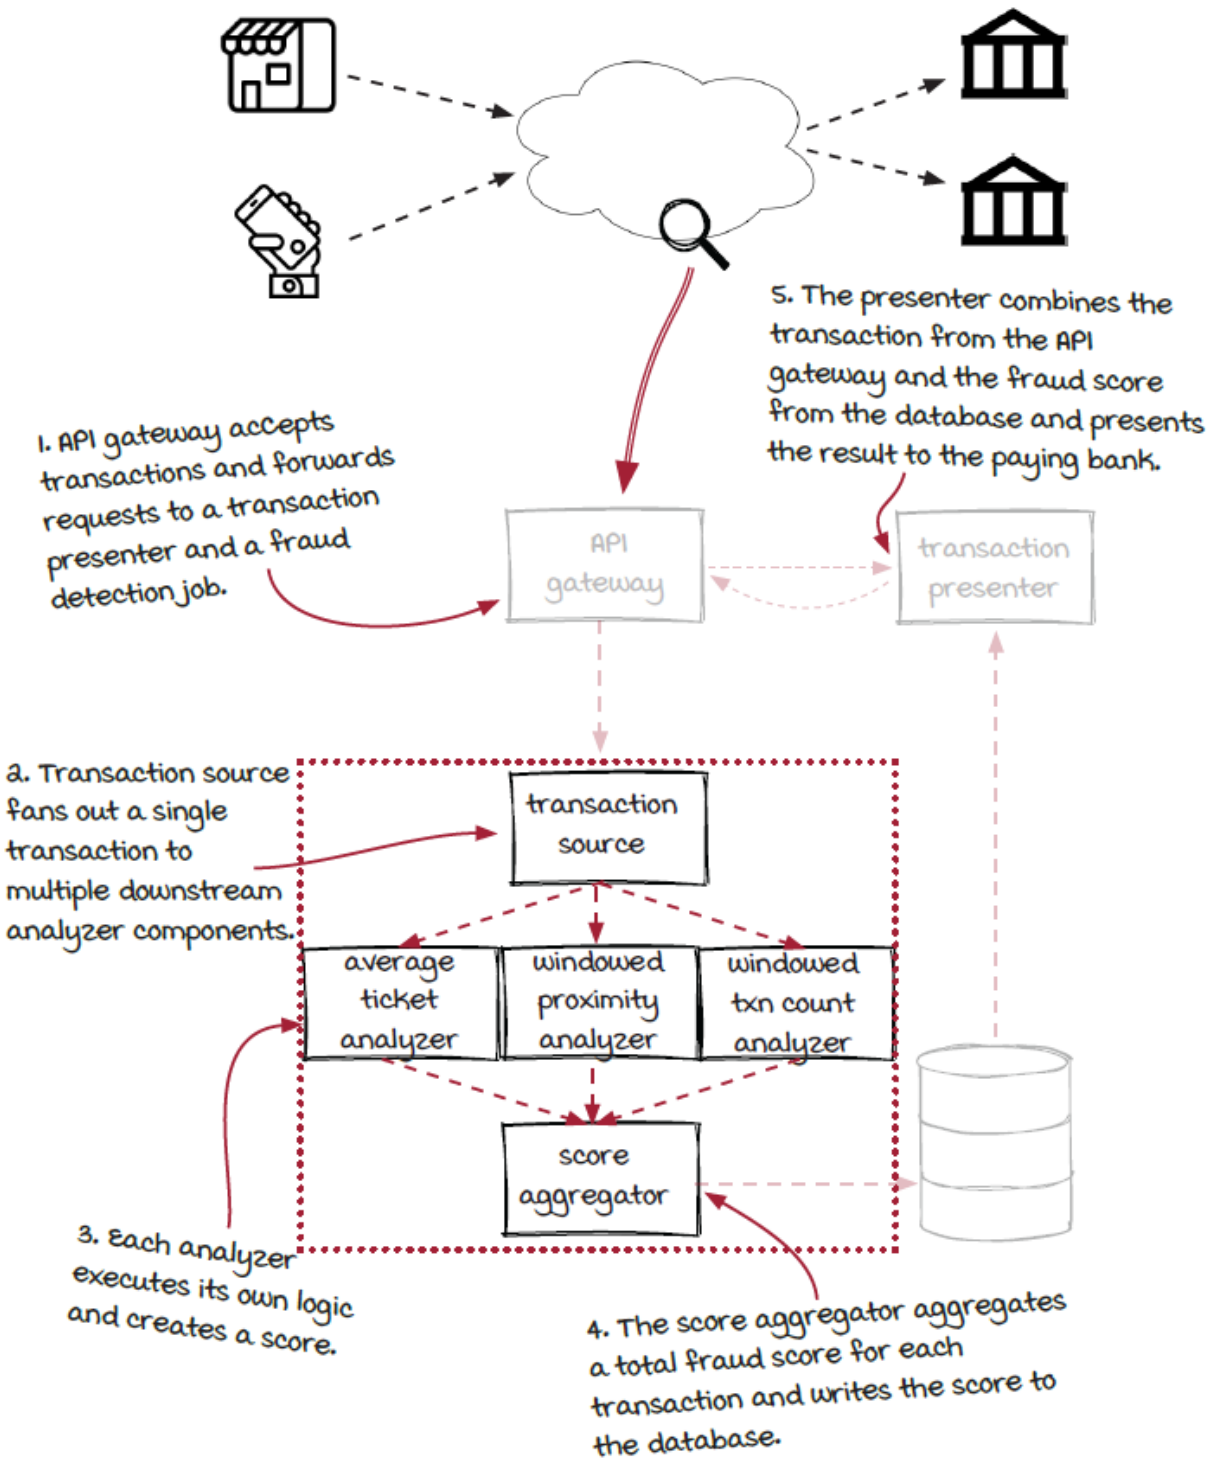 5. The presenter combines the
transaction from the API
gateway and the fraud score
from the database and presents
the result to the paying bank.
1. API gateway accepts
transactions and forwards
requests to a transaction
presenter and a fraud
detection job.
API
gateway
transaction
presenter
2. Transaction source
fans out a single
transaction to
multiple downstream
analyzer components.
transaction
source
average
ticket
analyzer
windowed
proximity
analyzer
windowed
txn count
analyzer
score
aggregator
3. Each analyzer
executes its own logic
and creates a score.
4. The score aggregator aggregates
a total fraud score for each
transaction and writes the score to
the database.